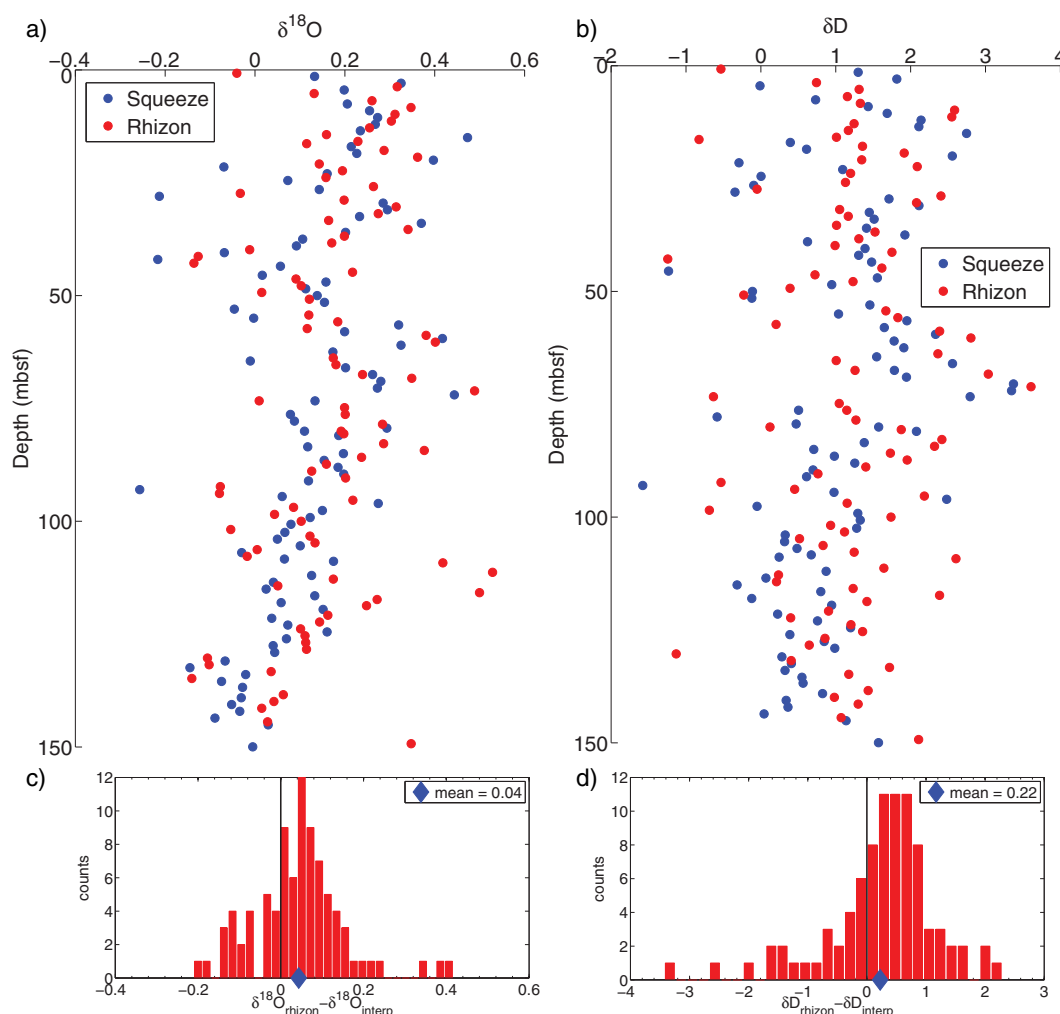 a)
δ18O
−0.4 −0.2 0 0.2 0.4 0.6
0
50
100
150
Depth (mbsf)
Squeeze
Rhizon
b)
δD
−2 −1 0 1 2 3 4
0
50
100
150
Depth (mbsf)
Squeeze
Rhizon
c)
12
10
8
6
4
2
0
counts
mean = 0.04
−0.4 −0.2 0 0.2 0.4 0.6
δ18Orhizon−δ18Ointerp
d)
12
10
8
6
4
2
0
counts
mean = 0.22
−4 −3 −2 −1 0 1 2 3
δDrhizon−δDinterp